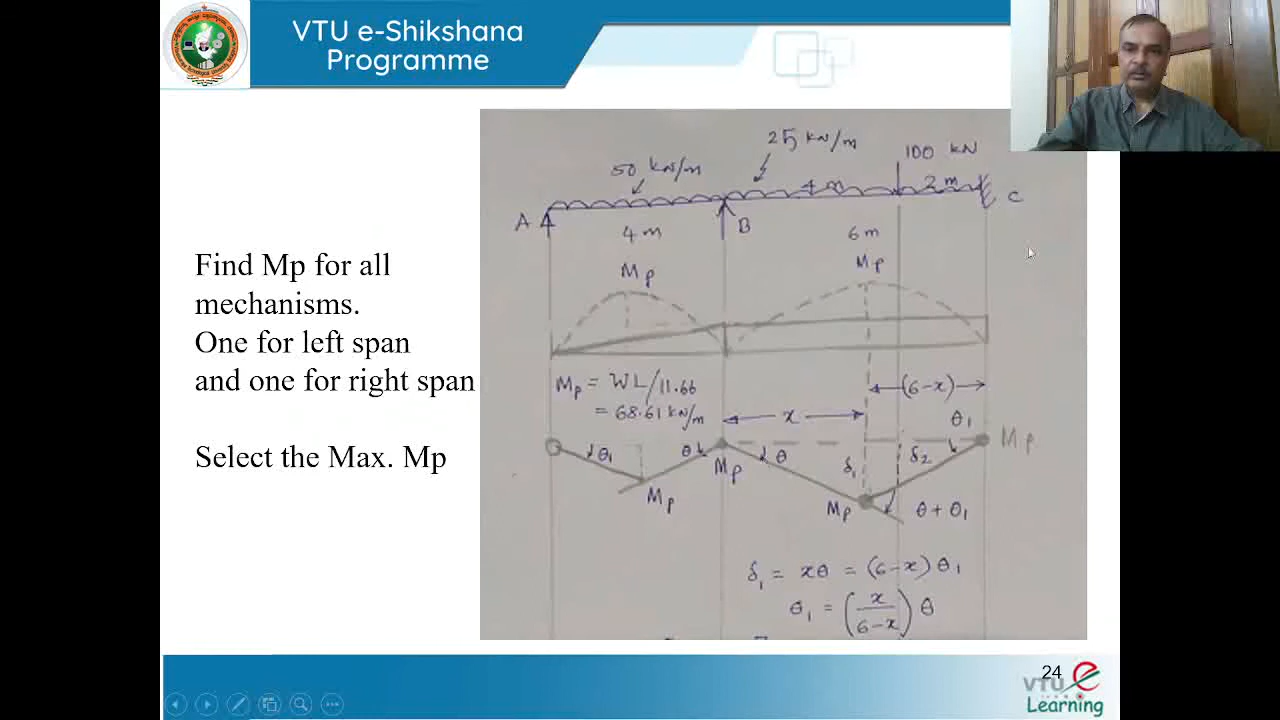 VTU e-Shikshana
Programme
Find Mp for all
mechanisms.
One for left span
and one for right span
Select the Max. Mp
50 kN/m
25 kN/m
100 kN
4 m
2 m
A
B
C
4 m
6 m
Mp
Mp
Mp = WL/11.66
= 68.61 kN/m
x
(6-x)
θ1
θ
θ
δ1
δ2
θ1
Mp
Mp
Mp
Mp
θ + θ1
δ1 = xθ = (6-x) θ1
θ1 = (x/6-x) θ
24
VTU e
Learning